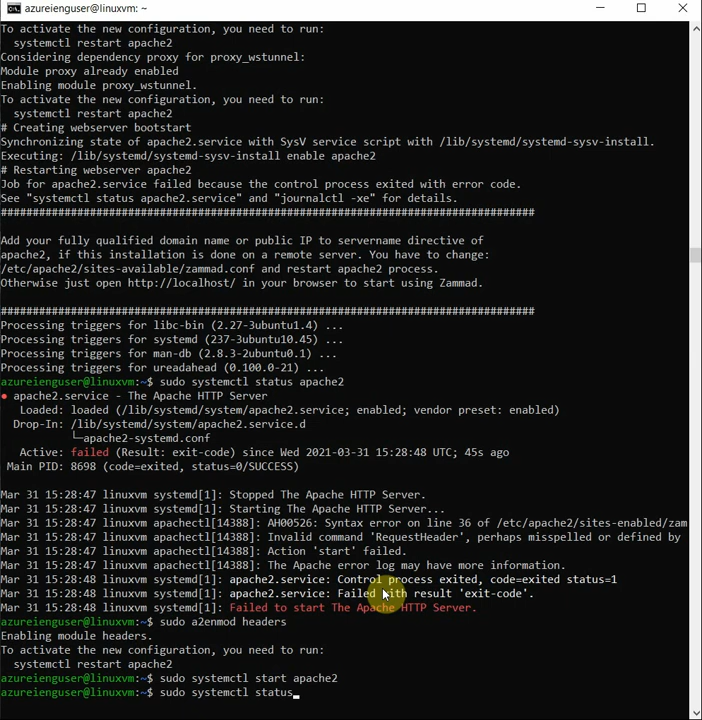 azureienguser@linuxvm: ~
To activate the new configuration, you need to run:
  systemctl restart apache2
Considering dependency proxy for proxy_wstunnel:
Module proxy already enabled
Enabling module proxy_wstunnel.
To activate the new configuration, you need to run:
  systemctl restart apache2
# Creating webserver bootstart
Synchronizing state of apache2.service with SysV service script with /lib/systemd/systemd-sysv-install.
Executing: /lib/systemd/systemd-sysv-install enable apache2
# Restarting webserver apache2
Job for apache2.service failed because the control process exited with error code.
See "systemctl status apache2.service" and "journalctl -xe" for details.
####################################################################################

Add your fully qualified domain name or public IP to servername directive of
apache2, if this installation is done on a remote server. You have to change:
/etc/apache2/sites-available/zammad.conf and restart apache2 process.
Otherwise just open http://localhost/ in your browser to start using Zammad.

####################################################################################
Processing triggers for libc-bin (2.27-3ubuntu1.4) ...
Processing triggers for systemd (237-3ubuntu10.45) ...
Processing triggers for man-db (2.8.3-2ubuntu0.1) ...
Processing triggers for ureadahead (0.100.0-21) ...
azureienguser@linuxvm:~$ sudo systemctl status apache2
● apache2.service - The Apache HTTP Server
   Loaded: loaded (/lib/systemd/system/apache2.service; enabled; vendor preset: enabled)
  Drop-In: /lib/systemd/system/apache2.service.d
           └─apache2-systemd.conf
   Active: failed (Result: exit-code) since Wed 2021-03-31 15:28:48 UTC; 45s ago
 Main PID: 8698 (code=exited, status=0/SUCCESS)

Mar 31 15:28:47 linuxvm systemd[1]: Stopped The Apache HTTP Server.
Mar 31 15:28:47 linuxvm systemd[1]: Starting The Apache HTTP Server...
Mar 31 15:28:47 linuxvm apachectl[14388]: AH00526: Syntax error on line 36 of /etc/apache2/sites-enabled/zam
Mar 31 15:28:47 linuxvm apachectl[14388]: Invalid command 'RequestHeader', perhaps misspelled or defined by
Mar 31 15:28:47 linuxvm apachectl[14388]: Action 'start' failed.
Mar 31 15:28:47 linuxvm apachectl[14388]: The Apache error log may have more information.
Mar 31 15:28:48 linuxvm systemd[1]: apache2.service: Control process exited, code=exited status=1
Mar 31 15:28:48 linuxvm systemd[1]: apache2.service: Failed with result 'exit-code'.
Mar 31 15:28:48 linuxvm systemd[1]: Failed to start The Apache HTTP Server.
azureienguser@linuxvm:~$ sudo a2enmod headers
Enabling module headers.
To activate the new configuration, you need to run:
  systemctl restart apache2
azureienguser@linuxvm:~$ sudo systemctl start apache2
azureienguser@linuxvm:~$ sudo systemctl status